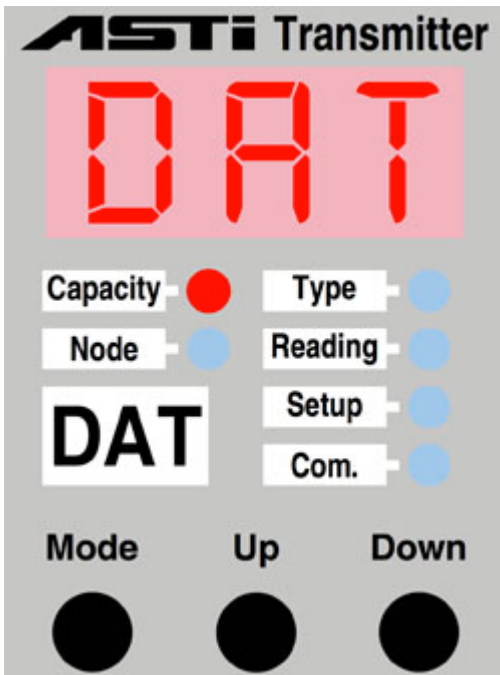 ASTi Transmitter
DAT
Capacity Type
Node Reading
DAT Setup
Com.
Mode Up Down